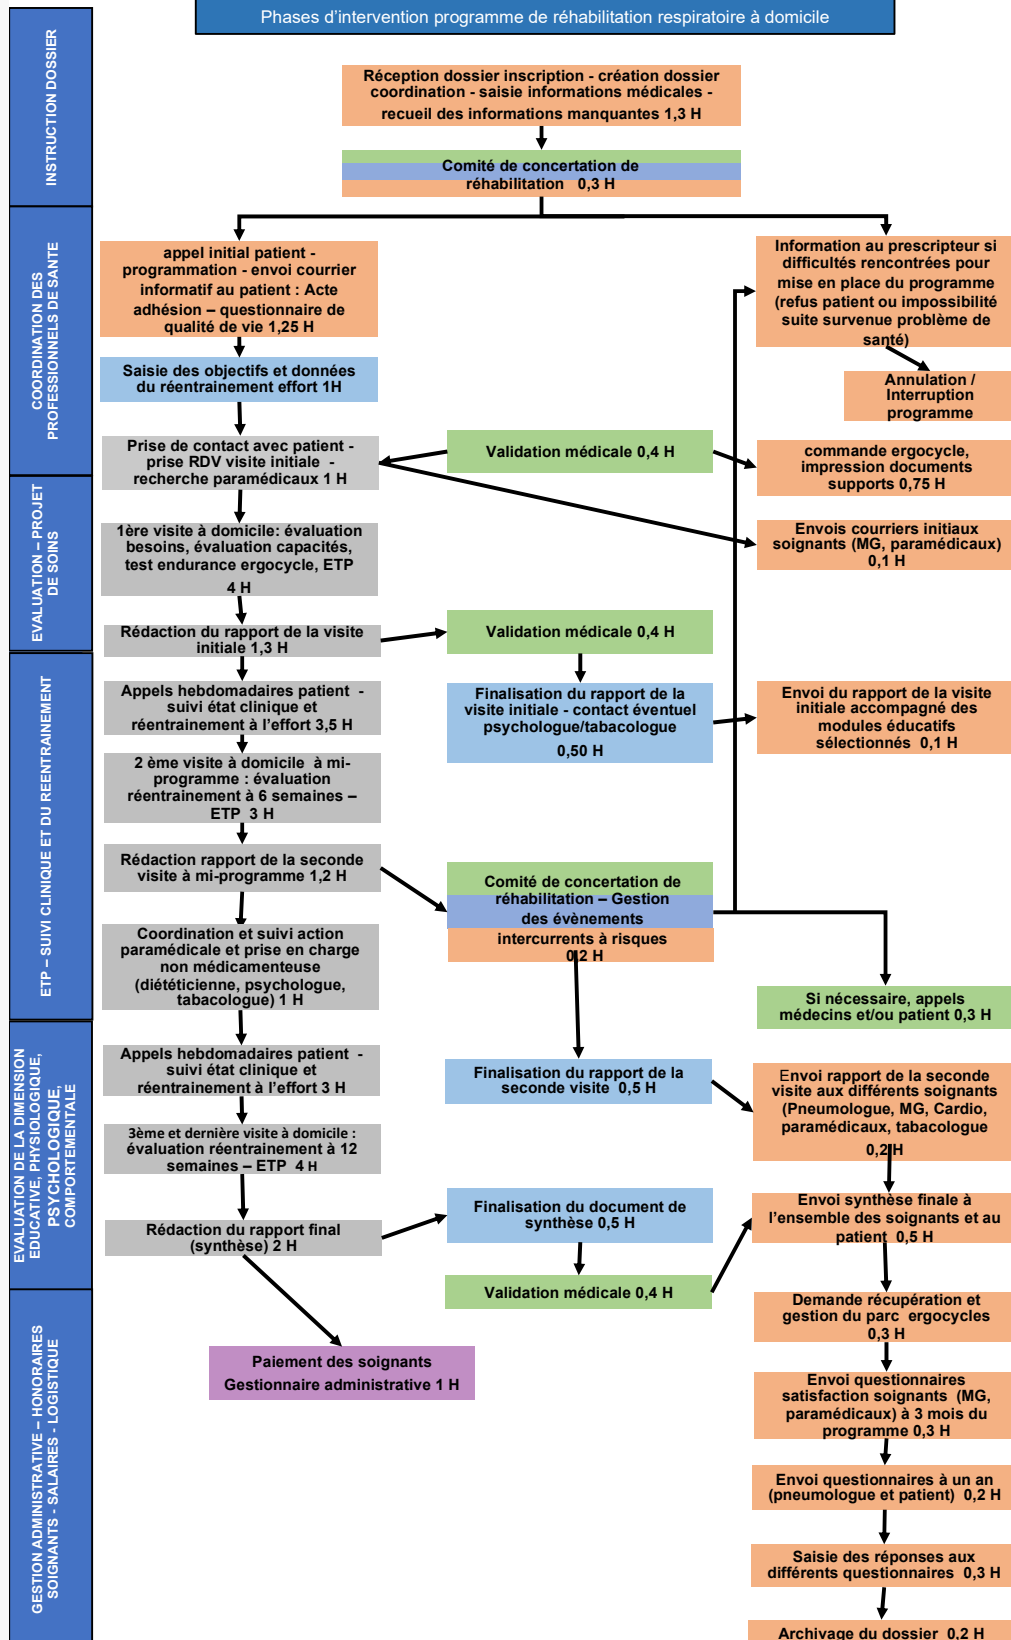 Phases d’intervention programme de réhabilitation respiratoire à domicile
INSTRUCTION DOSSIER
Réception dossier inscription - création dossier
coordination - saisie informations médicales -
recueil des informations manquantes 1,3 H
Comité de concertation de
réhabilitation 0,3 H
COORDINATION DES
PROFESSIONNELS DE SANTE
appel initial patient -
programmation - envoi courrier
informatif au patient : Acte
adhésion – questionnaire de
qualité de vie 1,25 H
Information au prescripteur si
difficultés rencontrées pour
mise en place du programme
(refus patient ou impossibilité
suite survenue problème de
santé)
Saisie des objectifs et données
du réentrainement effort 1H
Annulation /
Interruption
programme
Prise de contact avec patient -
prise RDV visite initiale -
recherche paramédicaux 1 H
Validation médicale 0,4 H
commande ergocycle,
impression documents
supports 0,75 H
EVALUATION – PROJET
DE SOINS
1ère visite à domicile: évaluation
besoins, évaluation capacités,
test endurance ergocycle, ETP
4 H
Envois courriers initiaux
soignants (MG, paramédicaux)
0,1 H
Rédaction du rapport de la visite
initiale 1,3 H
Validation médicale 0,4 H
ETP – SUIVI CLINIQUE ET DU REENTRAINEMENT
Appels hebdomadaires patient -
suivi état clinique et
réentrainement à l’effort 3,5 H
Finalisation du rapport de la
visite initiale - contact éventuel
psychologue/tabacologue
0,50 H
Envoi du rapport de la visite
initiale accompagné des
modules éducatifs
sélectionnés 0,1 H
2 ème visite à domicile à mi-
programme : évaluation
réentrainement à 6 semaines –
ETP 3 H
Rédaction rapport de la seconde
visite à mi-programme 1,2 H
Comité de concertation de
réhabilitation – Gestion
des évènements
intercurrents à risques
0,2 H
Coordination et suivi action
paramédicale et prise en charge
non médicamenteuse
(diététicienne, psychologue,
tabacologue) 1 H
Si nécessaire, appels
médecins et/ou patient 0,3 H
EVALUATION DE LA DIMENSION
EDUCATIVE, PHYSIOLOGIQUE,
PSYCHOLOGIQUE,
COMPORTEMENTALE
Appels hebdomadaires patient -
suivi état clinique et
réentrainement à l’effort 3 H
Finalisation du rapport de la
seconde visite 0,5 H
Envoi rapport de la seconde
visite aux différents soignants
(Pneumologue, MG, Cardio,
paramédicaux, tabacologue
0,2 H
3ème et dernière visite à domicile :
évaluation réentrainement à 12
semaines – ETP 4 H
Rédaction du rapport final
(synthèse) 2 H
Finalisation du document de
synthèse 0,5 H
Envoi synthèse finale à
l’ensemble des soignants et au
patient 0,5 H
Validation médicale 0,4 H
GESTION ADMINISTRATIVE – HONORAIRES
SOIGNANTS - SALAIRES - LOGISTIQUE
Demande récupération et
gestion du parc ergocycles
0,3 H
Paiement des soignants
Gestionnaire administrative 1 H
Envoi questionnaires
satisfaction soignants (MG,
paramédicaux) à 3 mois du
programme 0,3 H
Envoi questionnaires à un an
(pneumologue et patient) 0,2 H
Saisie des réponses aux
différents questionnaires 0,3 H
Archivage du dossier 0,2 H